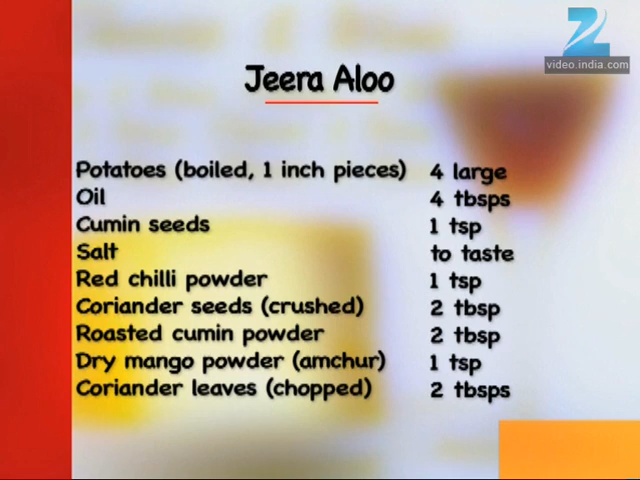 video.india.com
Jeera Aloo
Potatoes (boiled, 1 inch pieces) 4 large
Oil 4 tbsps
Cumin seeds 1 tsp
Salt to taste
Red chilli powder 1 tsp
Coriander seeds (crushed) 2 tbsp
Roasted cumin powder 2 tbsp
Dry mango powder (amchur) 1 tsp
Coriander leaves (chopped) 2 tbsps